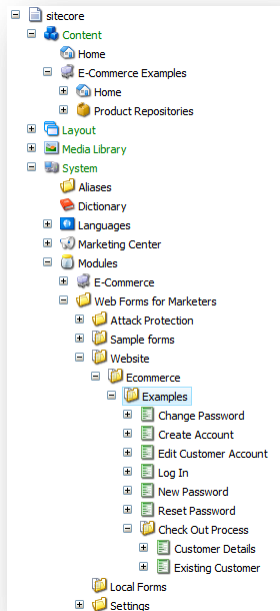 sitecore
Content
Home
E-Commerce Examples
Home
Product Repositories
Layout
Media Library
System
Aliases
Dictionary
Languages
Marketing Center
Modules
E-Commerce
Web Forms for Marketers
Attack Protection
Sample forms
Website
Ecommerce
Examples
Change Password
Create Account
Edit Customer Account
Log In
New Password
Reset Password
Check Out Process
Customer Details
Existing Customer
Local Forms
Settings